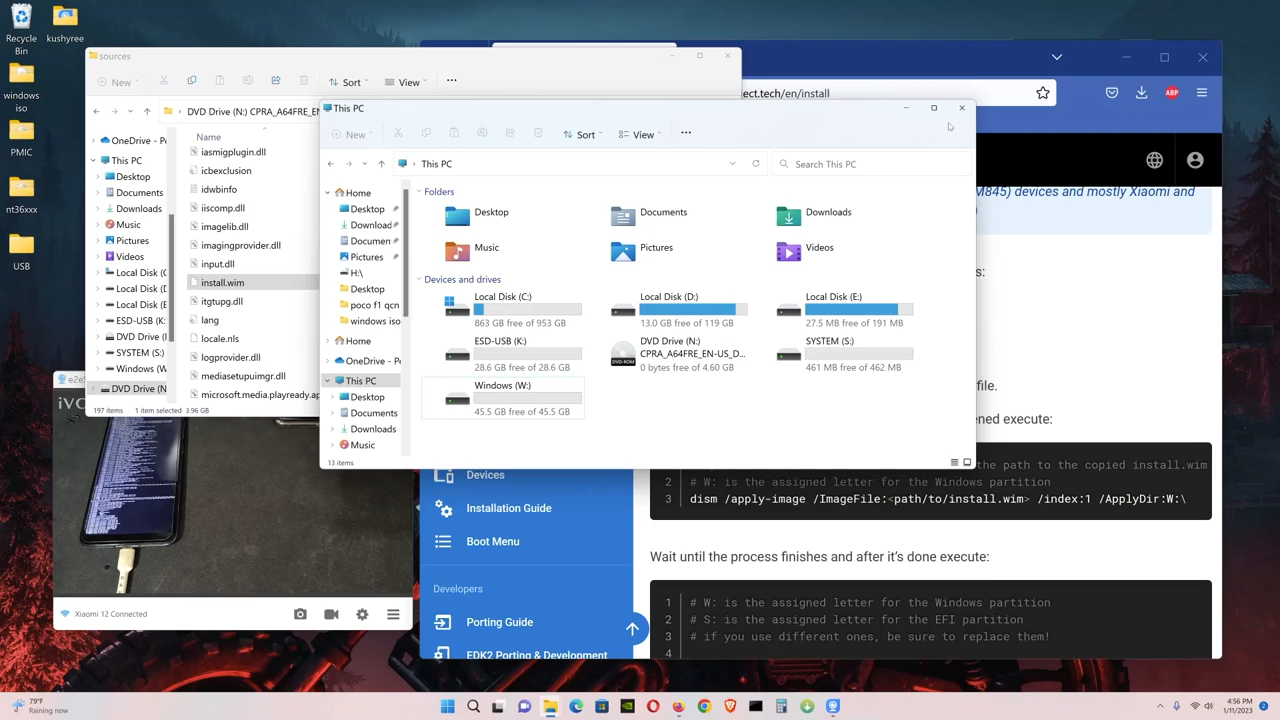 Recycle
Bin
kushyree
windows
iso
PMIC
nt36xxx
USB
sources
New
Sort
View
DVD Drive (N:) CPRA_A64FRE_EN
OneDrive - Pe
This PC
Desktop
Documents
Downloads
Music
Pictures
Videos
Local Disk (C
Local Disk (D
Local Disk (E
ESD-USB (K:
DVD Drive (N
SYSTEM (S:)
Windows (W:
DVD Drive (N
Name
iasmigplugin.dll
icbexclusion
idwbinfo
iiscomp.dll
imagelib.dll
imagingprovider.dll
input.dll
install.wim
itgtupg.dll
lang
locale.nls
logprovider.dll
mediasetupuimgr.dll
microsoft.media.playready.ap
197 items 1 item selected 3.96 GB
This PC
New
Sort
View
This PC
Search This PC
Home
Desktop
Download
Documen
Pictures
H:\
Desktop
poco f1 qcn
windows iso
Home
OneDrive - Pe
This PC
Desktop
Documents
Downloads
Music
Folders
Desktop
Documents
Downloads
Music
Pictures
Videos
Devices and drives
Local Disk (C:)
863 GB free of 953 GB
Local Disk (D:)
13.0 GB free of 119 GB
Local Disk (E:)
27.5 MB free of 191 MB
ESD-USB (K:)
28.6 GB free of 28.6 GB
DVD Drive (N:)
CPRA_A64FRE_EN-US_D...
0 bytes free of 4.60 GB
SYSTEM (S:)
461 MB free of 462 MB
Windows (W:)
45.5 GB free of 45.5 GB
13 items
ect.tech/en/install
ABP
M845) devices and mostly Xiaomi and
)
s:
file.
ened execute:
the path to the copied install.wim
2 # W: is the assigned letter for the Windows partition
3 dism /apply-image /ImageFile:<path/to/install.wim> /index:1 /ApplyDir:W:\
Wait until the process finishes and after it's done execute:
1 # W: is the assigned letter for the Windows partition
2 # S: is the assigned letter for the EFI partition
3 # if you use different ones, be sure to replace them!
4
Devices
Installation Guide
Boot Menu
Developers
Porting Guide
EDK2 Porting & Development
Xiaomi 12 Connected
79°F
Raining now
4:56 PM
1/11/2023